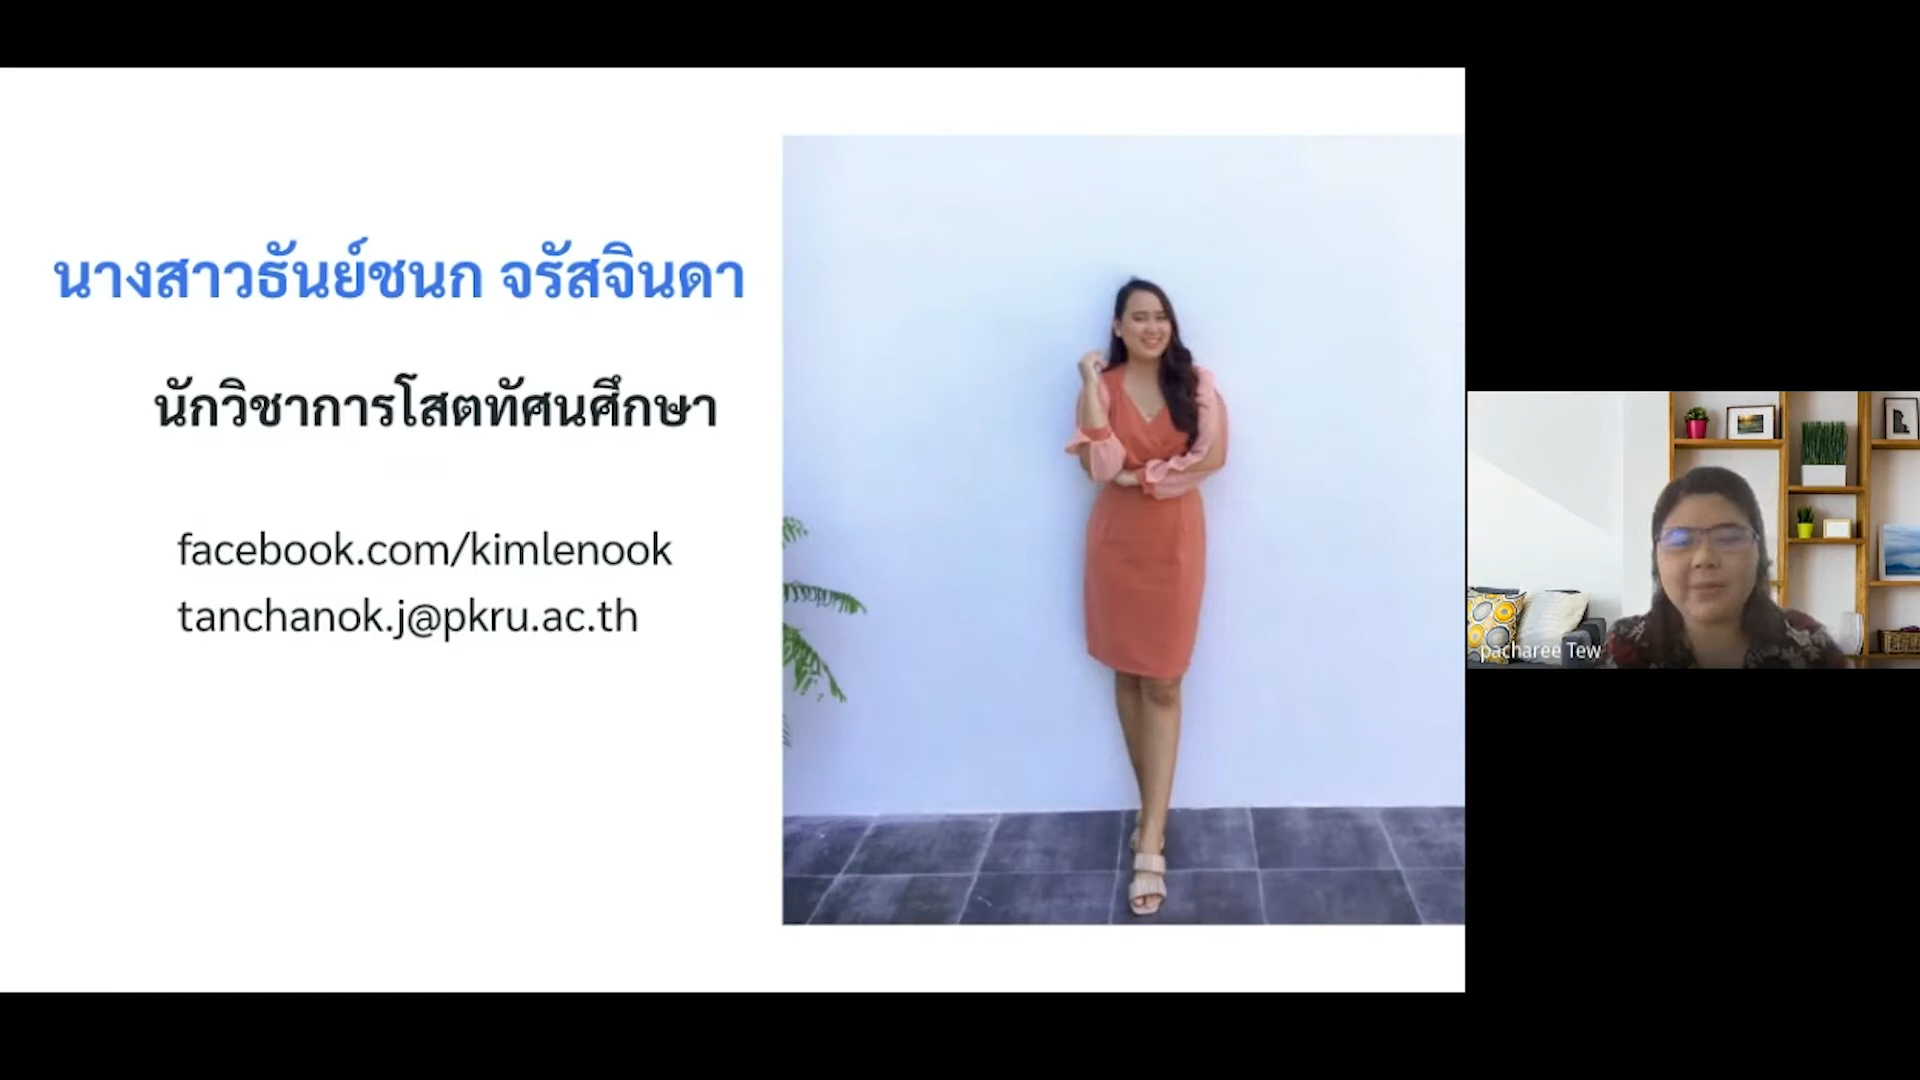 นางสาวธันย์ชนก จรัสจินดา
นักวิชาการโสตทัศนศึกษา
facebook.com/kimlenook
tanchanok.j@pkru.ac.th
pacharee Tew